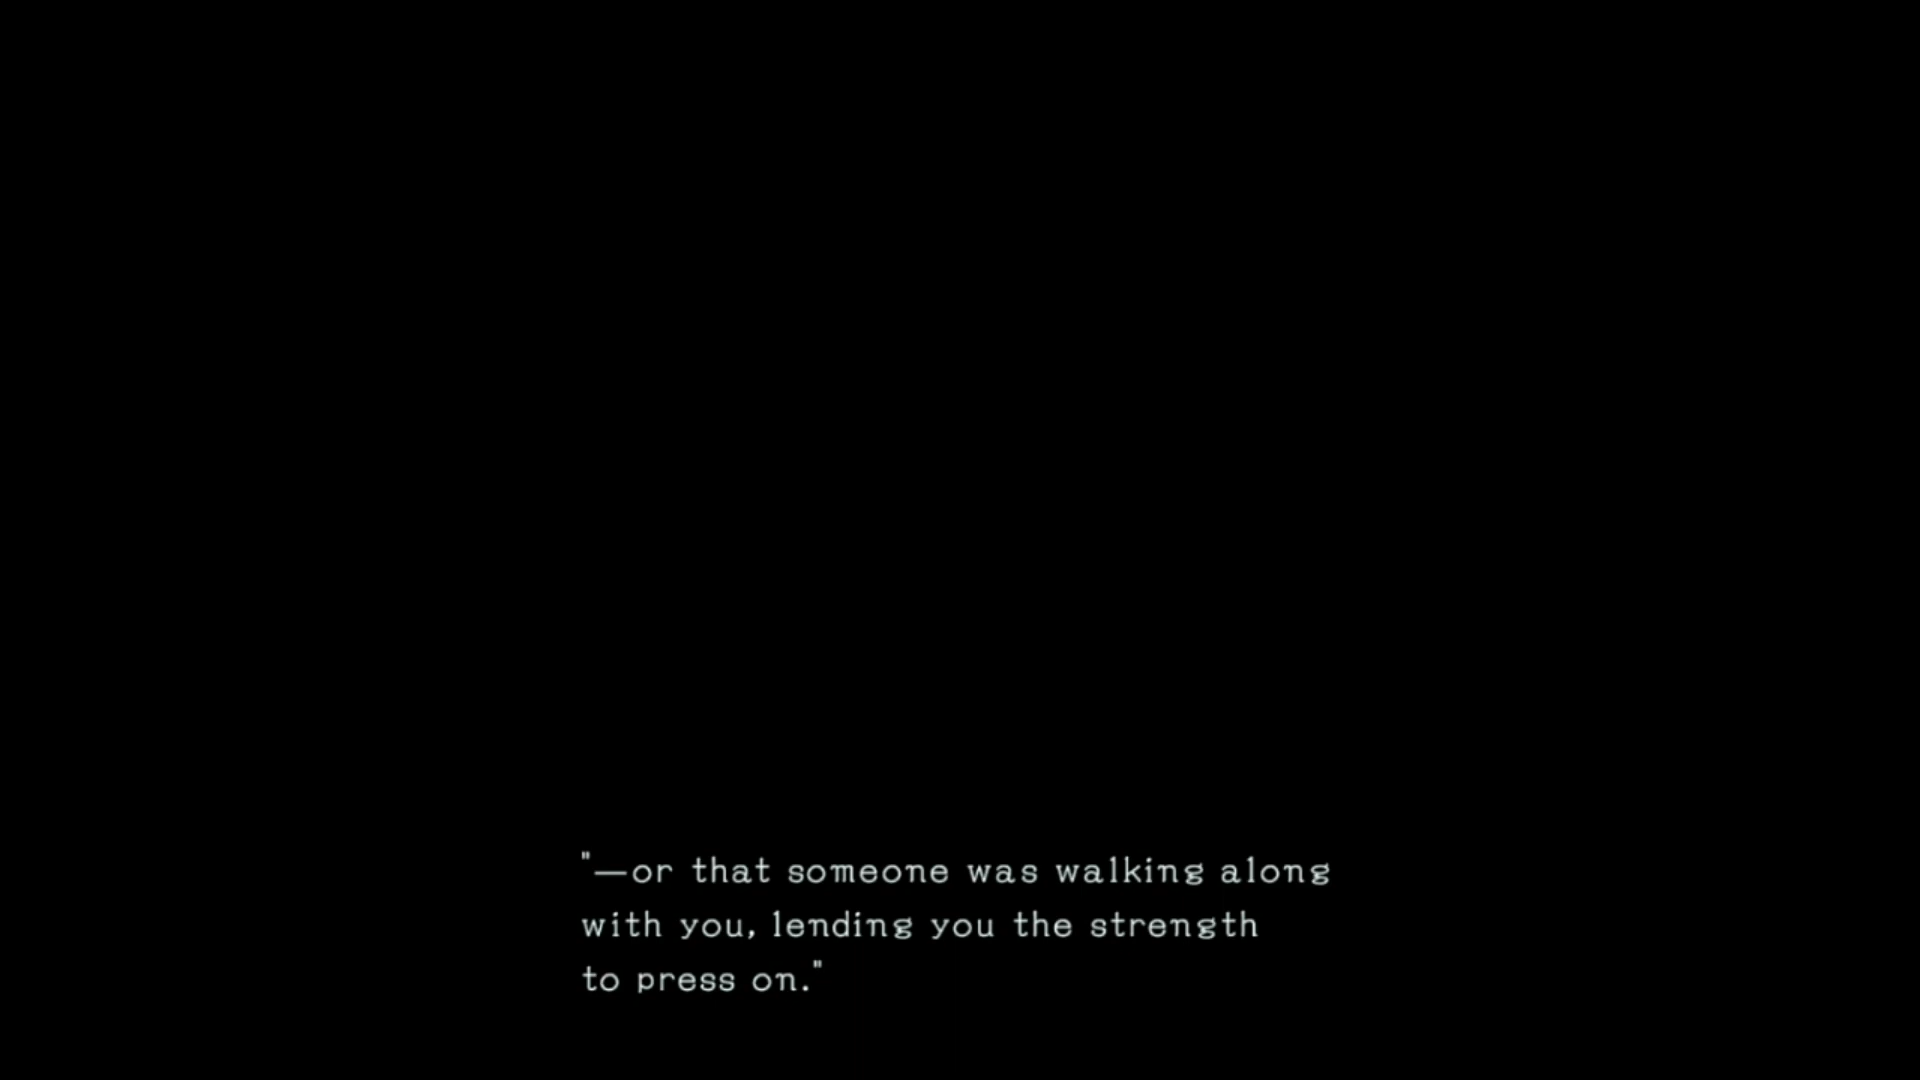 "—or that someone was walking along
with you, lending you the strength
to press on."